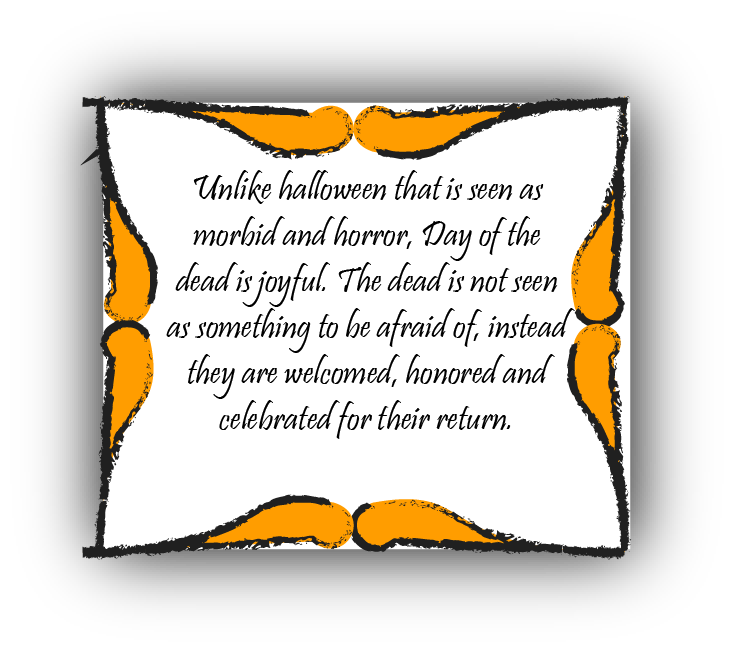 Unlike halloween that is seen as
morbid and horror, Day of the
dead is joyful. The dead is not seen
as something to be afraid of, instead
they are welcomed, honored and
celebrated for their return.